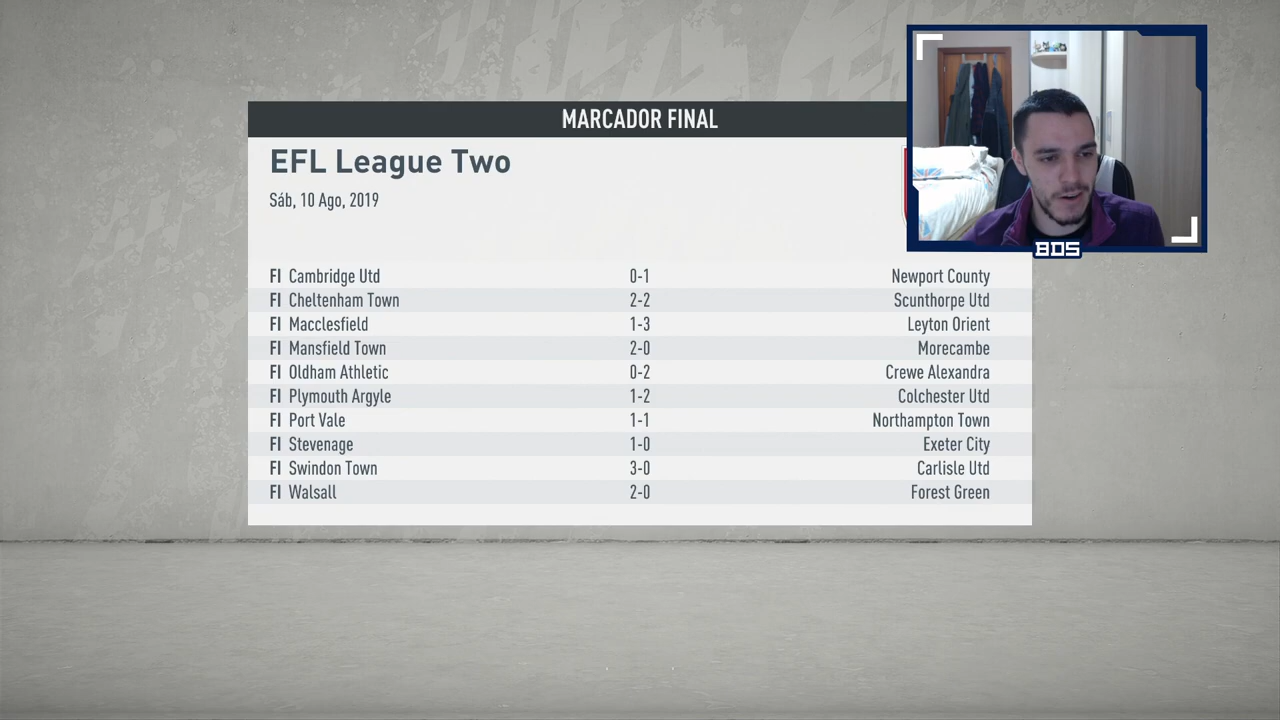 MARCADOR FINAL
EFL League Two
Sáb, 10 Ago, 2019
BDS
FI Cambridge Utd 0-1 Newport County
FI Cheltenham Town 2-2 Scunthorpe Utd
FI Macclesfield 1-3 Leyton Orient
FI Mansfield Town 2-0 Morecambe
FI Oldham Athletic 0-2 Crewe Alexandra
FI Plymouth Argyle 1-2 Colchester Utd
FI Port Vale 1-1 Northampton Town
FI Stevenage 1-0 Exeter City
FI Swindon Town 3-0 Carlisle Utd
FI Walsall 2-0 Forest Green